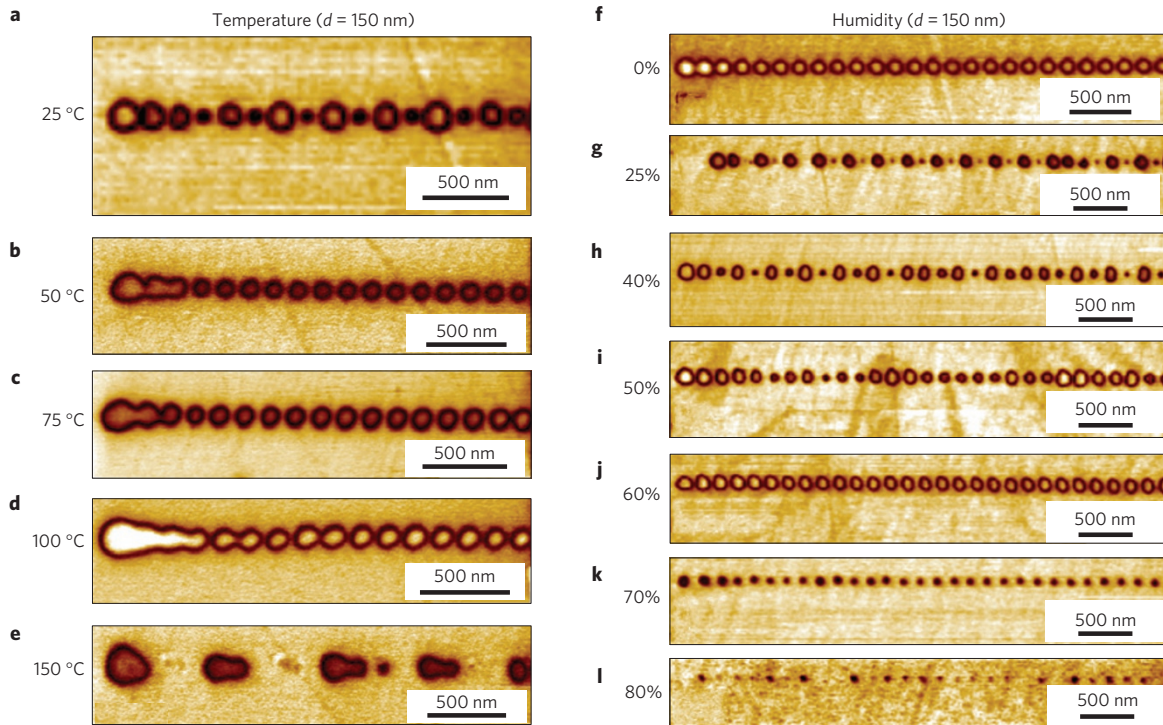 a
Temperature (d = 150 nm)
25 °C
500 nm
b
50 °C
500 nm
c
75 °C
500 nm
d
100 °C
500 nm
e
150 °C
500 nm
f
Humidity (d = 150 nm)
0%
500 nm
g
25%
500 nm
h
40%
500 nm
i
50%
500 nm
j
60%
500 nm
k
70%
500 nm
l
80%
500 nm